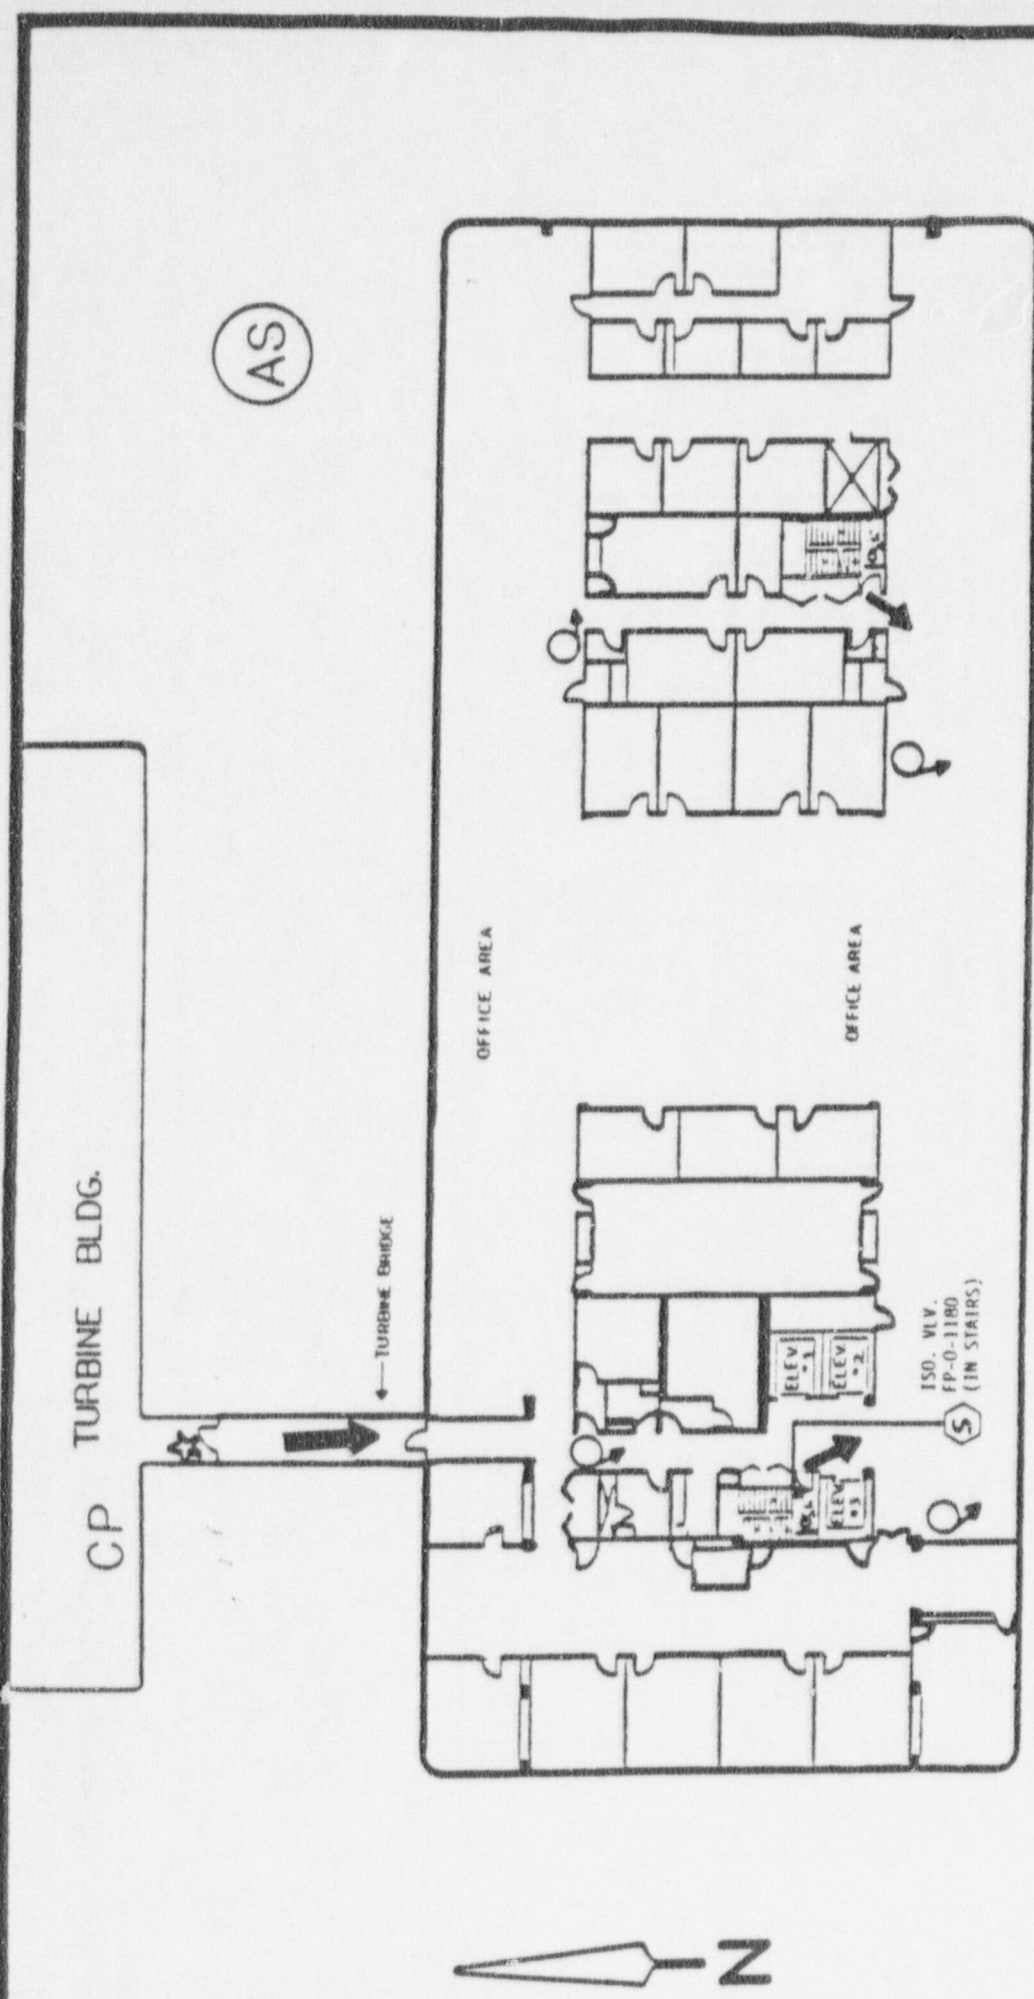 AS
CP TURBINE BLDG.
TURBINE BRIDGE
OFFICE AREA
OFFICE AREA
ELEV.
#1
ELEV.
#2
ELEV.
#3
ISO. VLV.
FP-0-1180
(IN STAIRS)
S
N